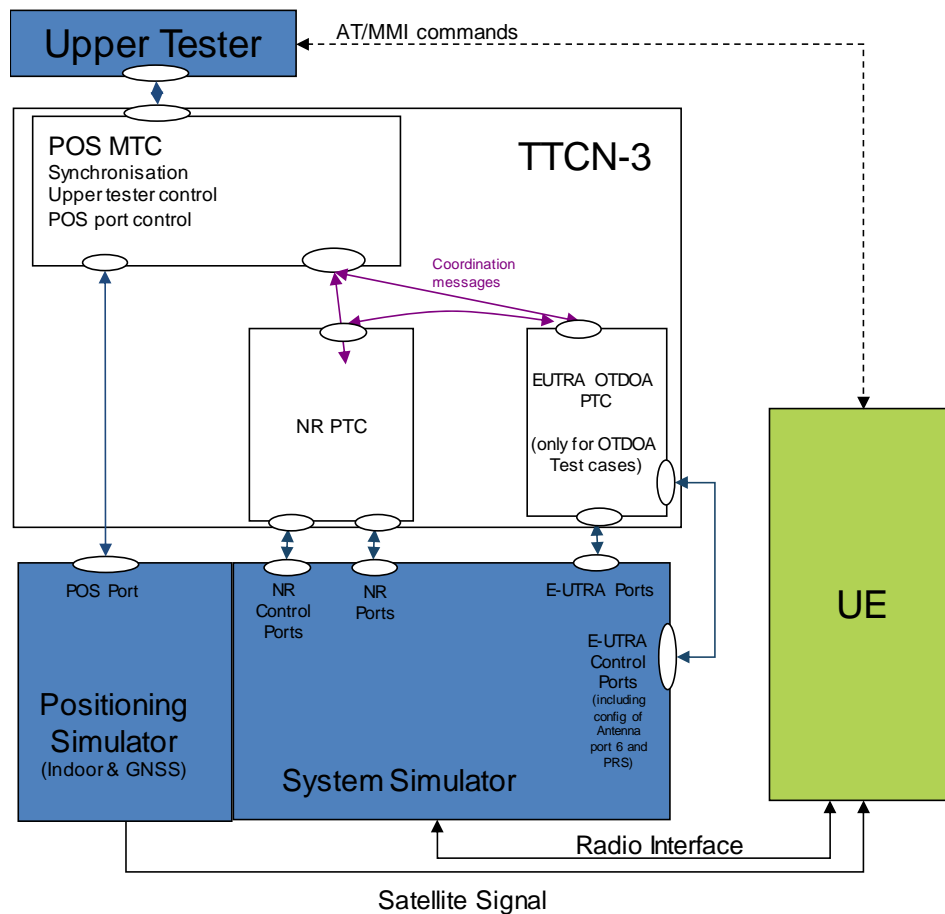 Upper Tester
AT/MMI commands
POS MTC
Synchronisation
Upper tester control
POS port control
TTCN-3
Coordination
messages
NR PTC
EUTRA OTDOA
PTC
(only for OTDOA
Test cases)
POS Port
NR
Control
Ports
NR
Ports
E-UTRA Ports
E-UTRA
Control
Ports
(including
config of
Antenna
port 6 and
PRS)
Positioning
Simulator
(Indoor & GNSS)
System Simulator
UE
Radio Interface
Satellite Signal